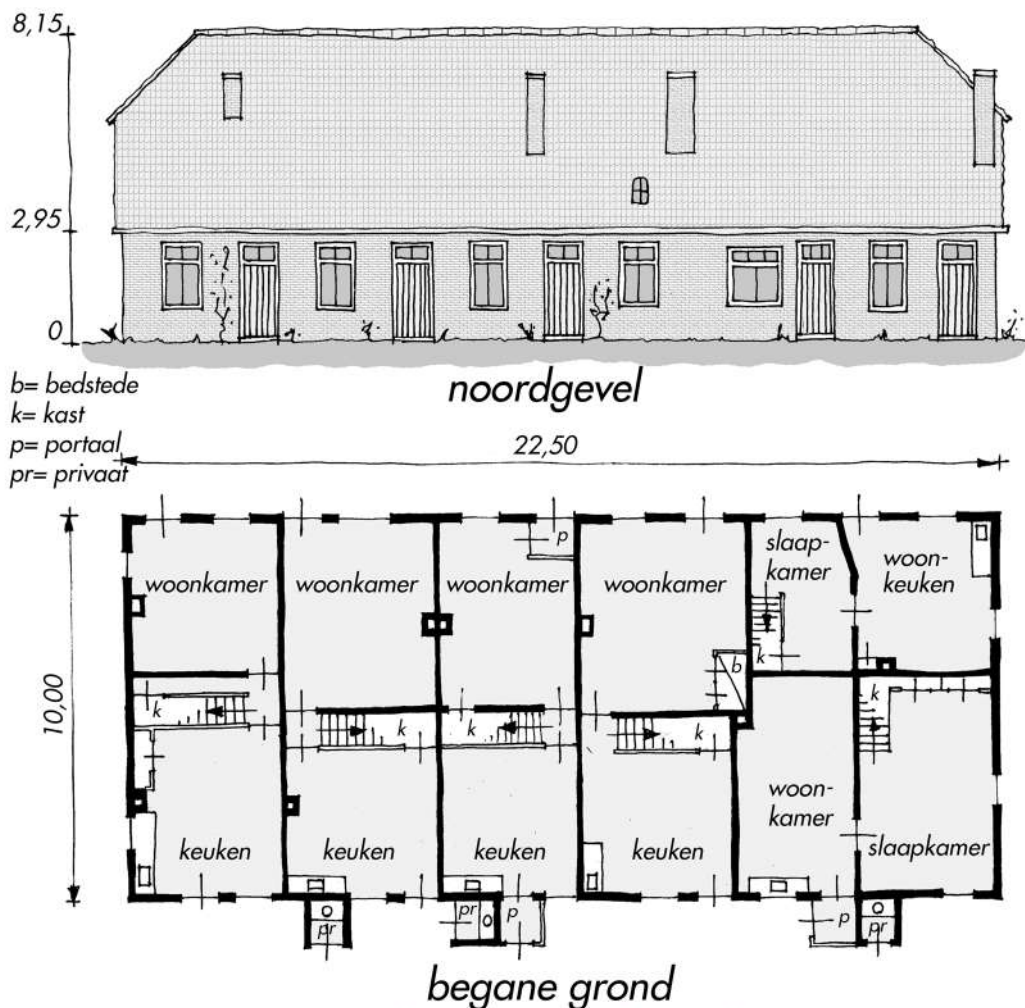 8,15
2,95
0
noordgevel
b= bedstede
k= kast
p= portaal
pr= privaat
22,50
10,00
p
slaap-
kamer
woon-
keuken
woonkamer
woonkamer
woonkamer
woonkamer
b
k
k
k
k
k
k
woon-
kamer
keuken
keuken
keuken
keuken
slaapkamer
pr
pr
p
p
pr
begane grond